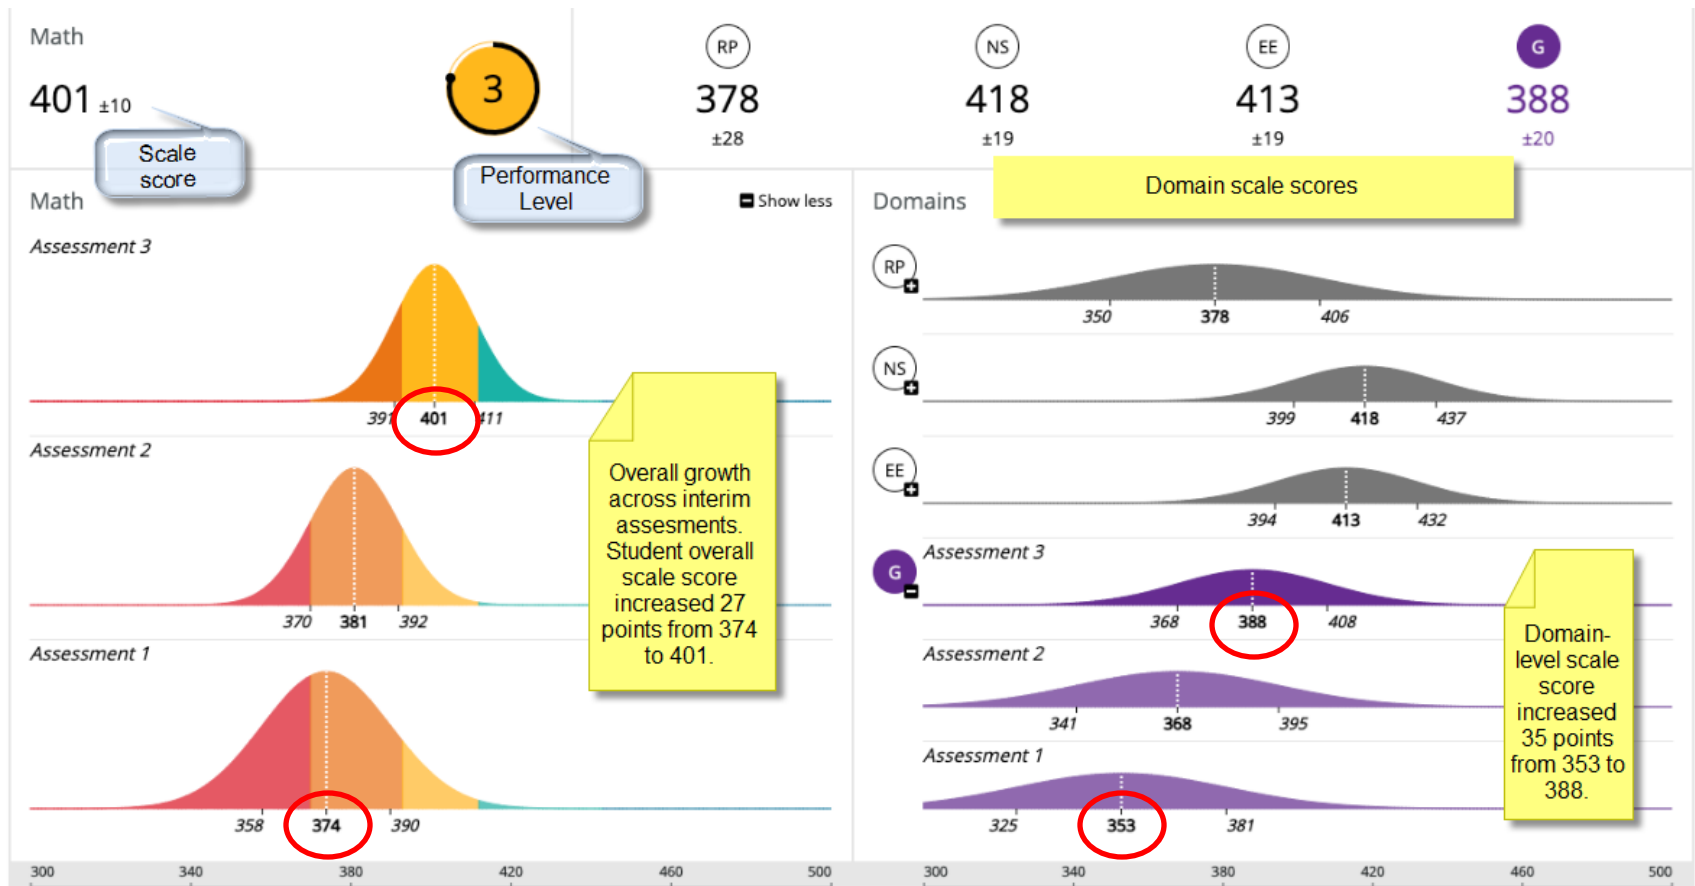 Math
401 ±10
Scale
score
3
Performance
Level
RP
378
±28
NS
418
±19
EE
413
±19
G
388
±20
Domain scale scores
Math
Show less
Assessment 3
391 401 411
Assessment 2
370 381 392
Assessment 1
358 374 390
300 340 380 420 460 500
Overall growth
across interim
assesments.
Student overall
scale score
increased 27
points from 374
to 401.
Domains
RP
350 378 406
NS
399 418 437
EE
394 413 432
G
Assessment 3
368 388 408
Assessment 2
341 368 395
Assessment 1
325 353 381
300 340 380 420 460 500
Domain-
level scale
score
increased
35 points
from 353 to
388.